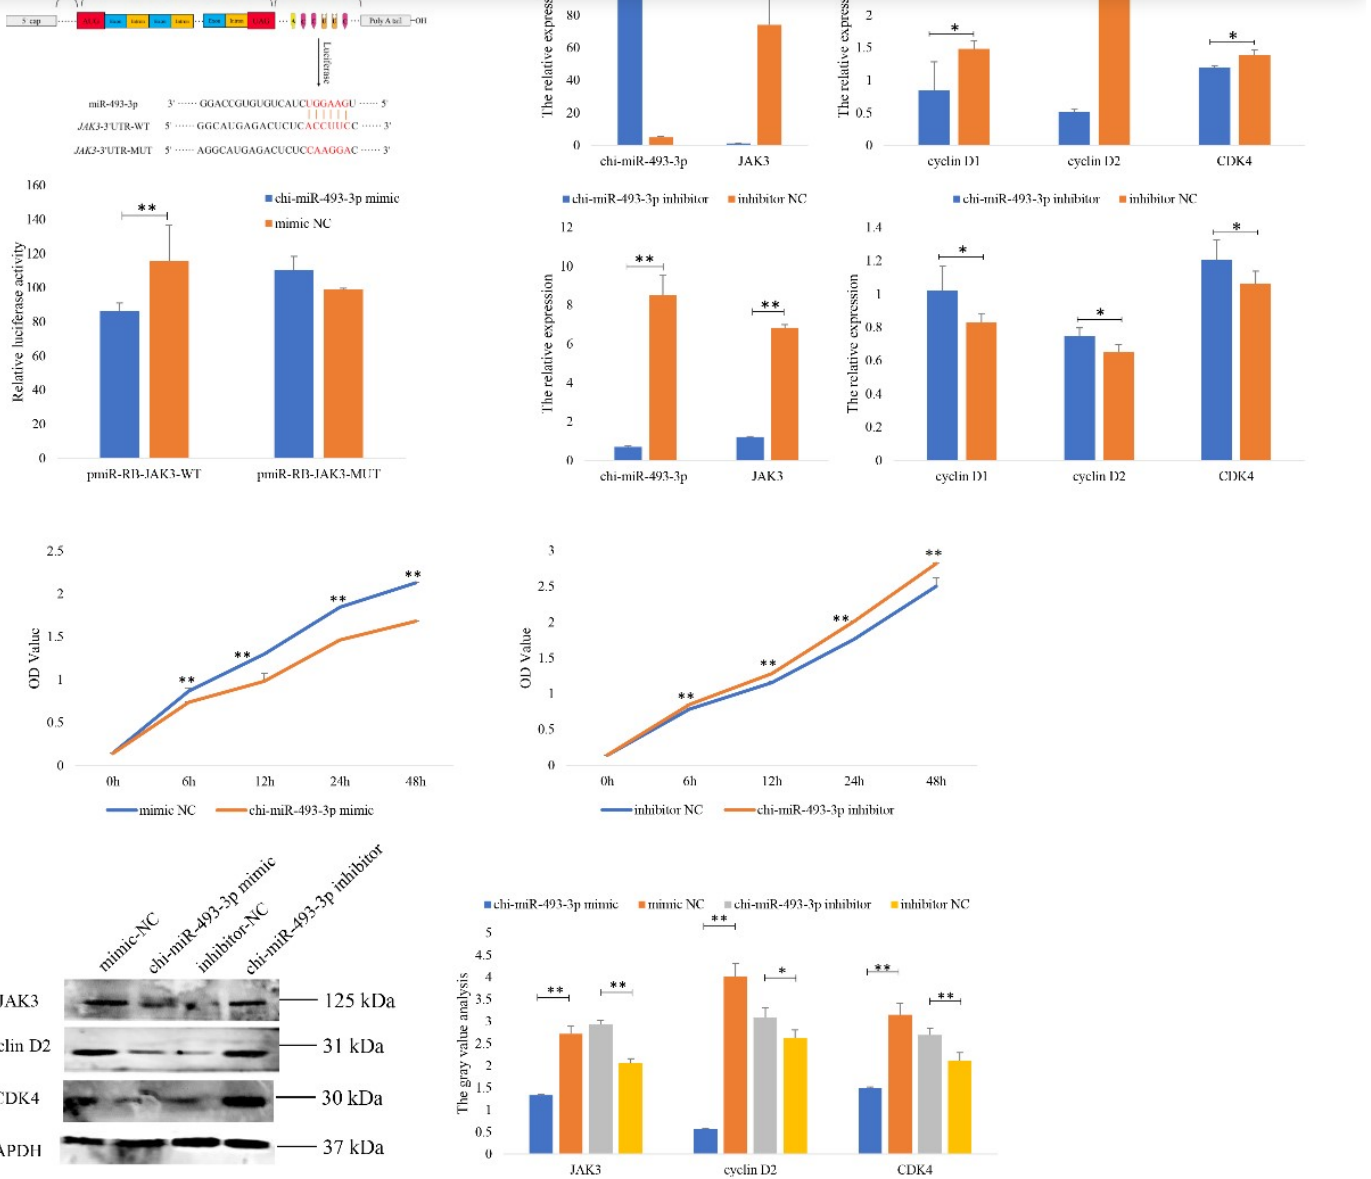 5' cap
AUG Exon Intron Exon Intron
Exon Intron UAG
Poly A tail
OH
Luciferase
miR-493-3p 3' ······ GGACCGUGUGUCAUCUGGAAGU ······ 5'
JAK3-3'UTR-WT 5' ······ GGCAUGAGACUCUCACCUUCC ······ 3'
JAK3-3'UTR-MUT 5' ······ AGGCAUGAGACUCUCCAAGGAC ······ 3'
The relative express
80
60
40
20
0
chi-miR-493-3p JAK3
The relative express
2
1.5
1
0.5
0
* *
cyclin D1 cyclin D2 CDK4
Relative luciferase activity
160
140
120
100
80
60
40
20
0
**
chi-miR-493-3p mimic
mimic NC
pmiR-RB-JAK3-WT pmiR-RB-JAK3-MUT
chi-miR-493-3p inhibitor inhibitor NC
The relative expression
12
10
8
6
4
2
0
** **
chi-miR-493-3p JAK3
chi-miR-493-3p inhibitor inhibitor NC
The relative expression
1.4
1.2
1
0.8
0.6
0.4
0.2
0
* * *
cyclin D1 cyclin D2 CDK4
OD Value
2.5
2
1.5
1
0.5
0
** ** ** **
0h 6h 12h 24h 48h
mimic NC chi-miR-493-3p mimic
OD Value
3
2.5
2
1.5
1
0.5
0
** ** ** **
0h 6h 12h 24h 48h
inhibitor NC chi-miR-493-3p inhibitor
mimic-NC
chi-miR-493-3p mimic
inhibitor-NC
chi-miR-493-3p inhibitor
JAK3 125 kDa
clin D2 31 kDa
CDK4 30 kDa
APDH 37 kDa
chi-miR-493-3p mimic mimic NC chi-miR-493-3p inhibitor inhibitor NC
The gray value analysis
5
4.5
4
3.5
3
2.5
2
1.5
1
0.5
0
** ** ** * ** **
JAK3 cyclin D2 CDK4